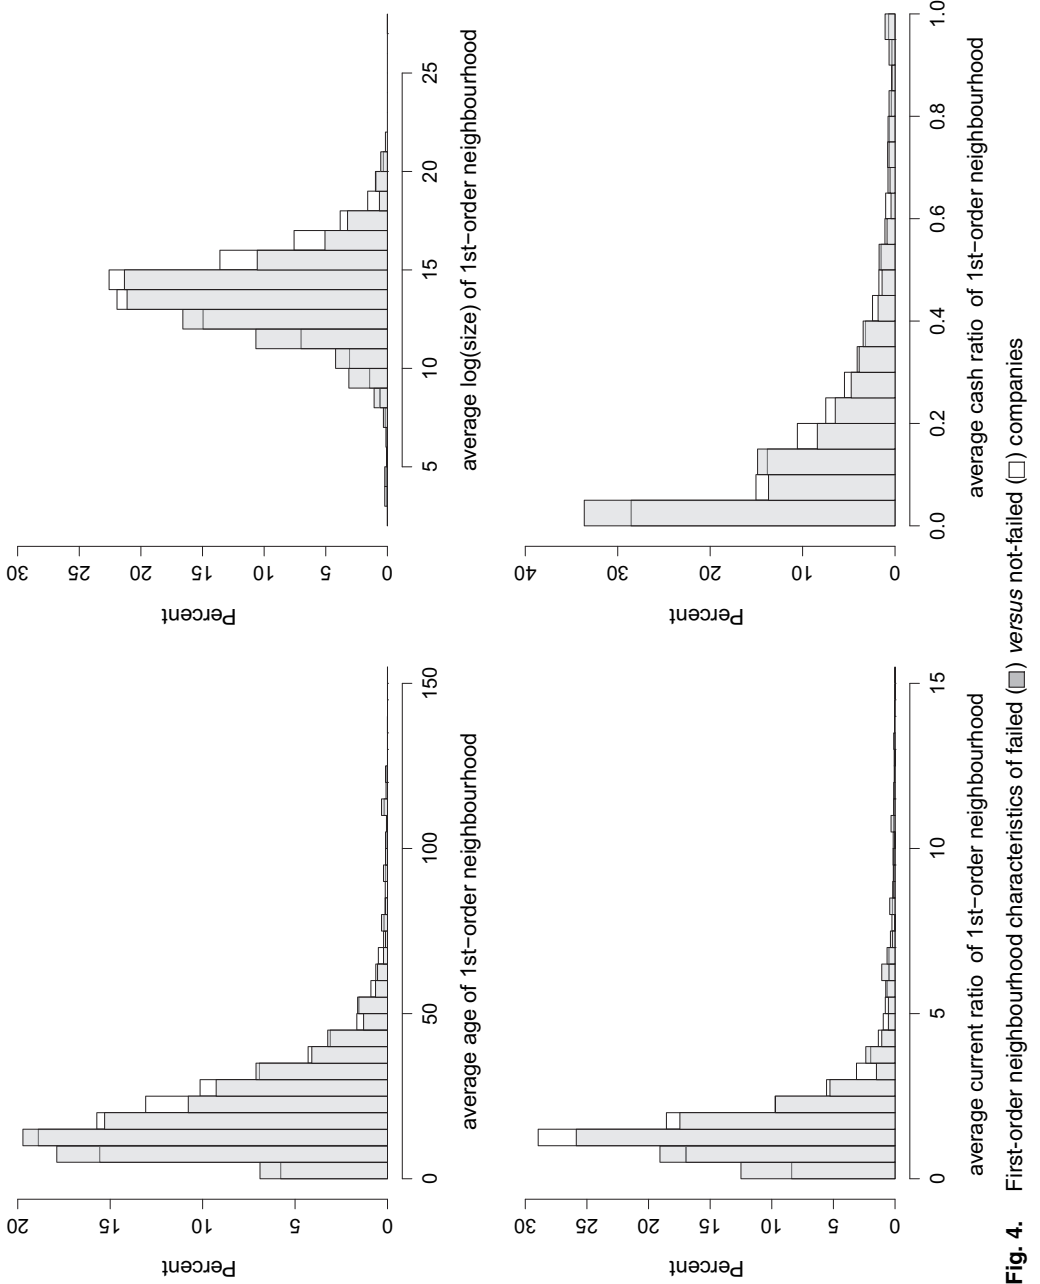 Percent
20
15
10
5
0
0 50 100 150
average age of 1st−order neighbourhood
Percent
30
25
20
15
10
5
0
5 10 15 20 25
average log(size) of 1st−order neighbourhood
Percent
30
25
20
15
10
5
0
0 5 10 15
average current ratio of 1st−order neighbourhood
Percent
40
30
20
10
0
0.0 0.2 0.4 0.6 0.8 1.0
average cash ratio of 1st−order neighbourhood
Fig. 4. First-order neighbourhood characteristics of failed (■) versus not-failed (□) companies